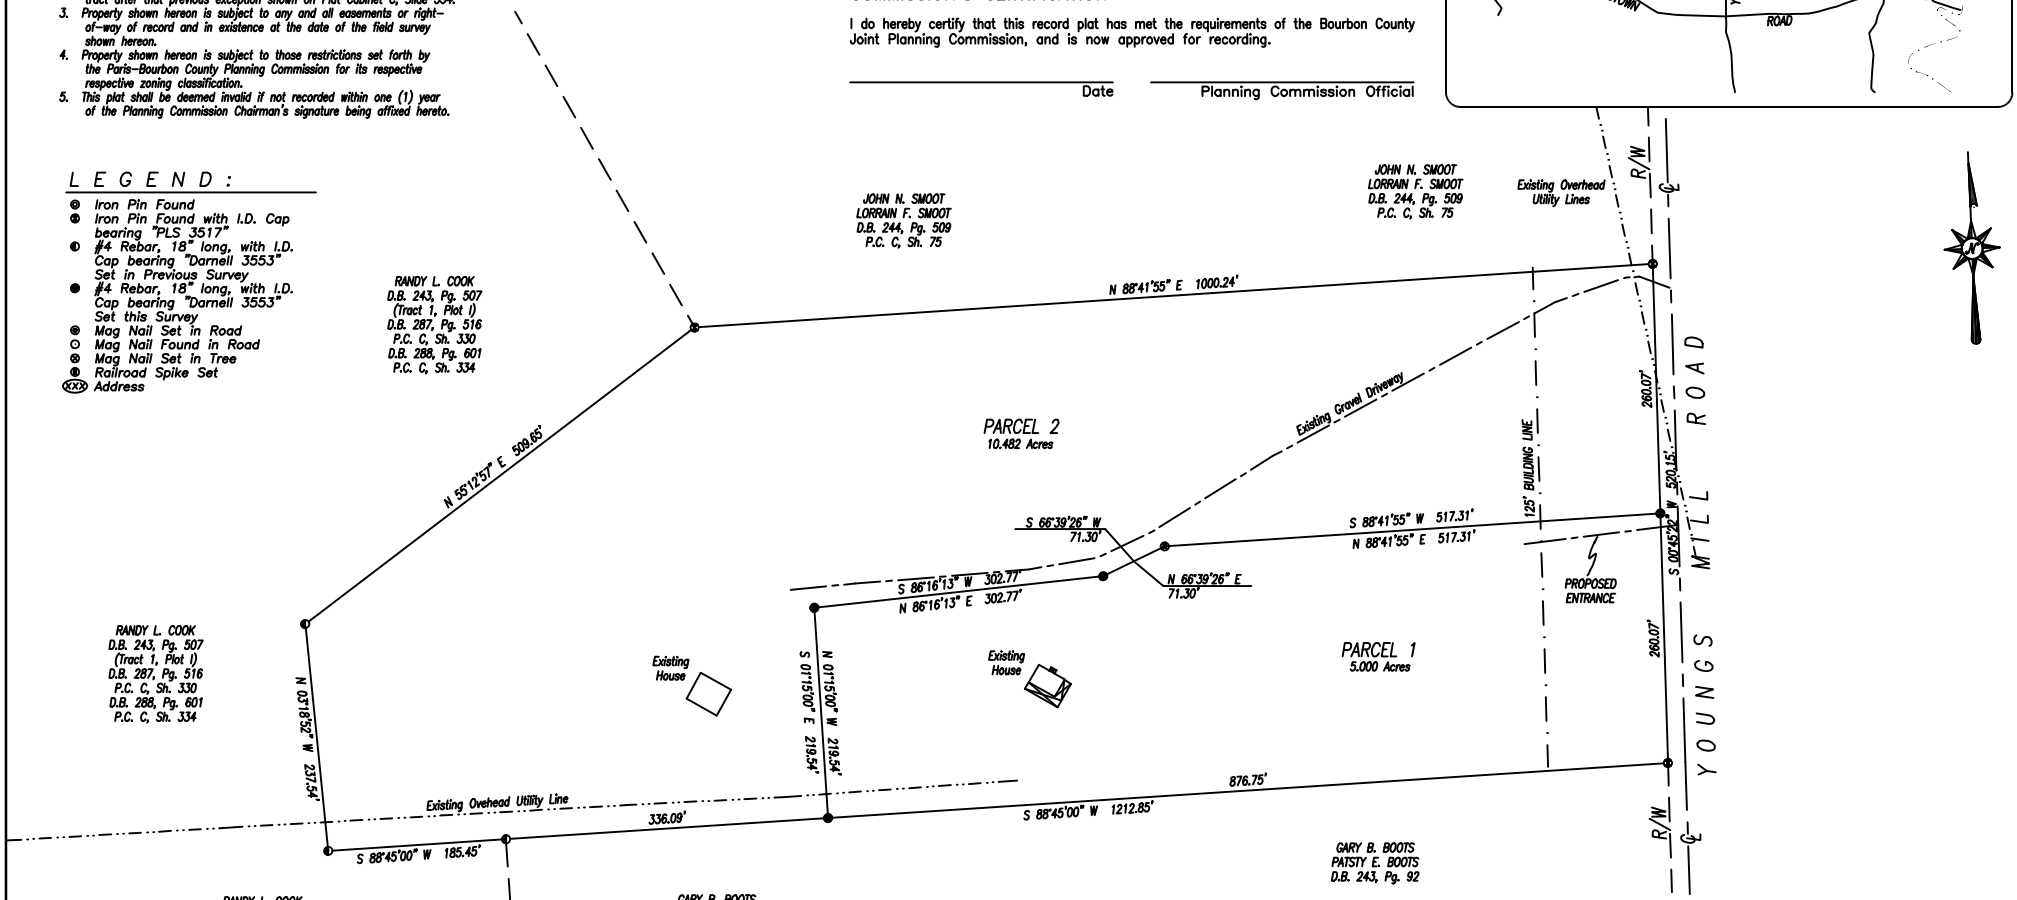 3. Property shown hereon is subject to any and all easements or right-
of-way of record and in existence at the date of the field survey
shown hereon.
4. Property shown hereon is subject to those restrictions set forth by
the Paris-Bourbon County Planning Commission for its respective
respective zoning classification.
5. This plat shall be deemed invalid if not recorded within one (1) year
of the Planning Commission Chairman's signature being affixed hereto.
I do hereby certify that this record plat has met the requirements of the Bourbon County
Joint Planning Commission, and is now approved for recording.
Date
Planning Commission Official
ROAD
LEGEND:
Iron Pin Found
Iron Pin Found with I.D. Cap
bearing "PLS 3517"
#4 Rebar, 18" long, with I.D.
Cap bearing "Darnell 3553"
Set in Previous Survey
#4 Rebar, 18" long, with I.D.
Cap bearing "Darnell 3553"
Set this Survey
Mag Nail Set in Road
Mag Nail Found in Road
Mag Nail Set in Tree
Railroad Spike Set
XXX Address
RANDY L. COOK
D.B. 243, Pg. 507
(Tract 1, Plot I)
D.B. 287, Pg. 516
P.C. C, Sh. 330
D.B. 288, Pg. 601
P.C. C, Sh. 334
JOHN N. SMOOT
LORRAIN F. SMOOT
D.B. 244, Pg. 509
P.C. C, Sh. 75
JOHN N. SMOOT
LORRAIN F. SMOOT
D.B. 244, Pg. 509
P.C. C, Sh. 75
Existing Overhead
Utility Lines
R/W
N
N 88°41'55" E 1000.24'
N 55°12'57" E 509.65'
Existing Gravel Driveway
PARCEL 2
10.482 Acres
125' BUILDING LINE
260.07'
S 00°45'22" W 520.15'
YOUNGS MILL ROAD
S 66°39'26" W
71.30'
S 88°41'55" W 517.31'
N 88°41'55" E 517.31'
S 86°16'13" W 302.77'
N 86°16'13" E 302.77'
N 66°39'26" E
71.30'
PROPOSED
ENTRANCE
RANDY L. COOK
D.B. 243, Pg. 507
(Tract 1, Plot I)
D.B. 287, Pg. 516
P.C. C, Sh. 330
D.B. 288, Pg. 601
P.C. C, Sh. 334
N 03°18'52" W 237.54'
Existing
House
S 01°15'00" E 219.54'
N 01°15'00" W 219.54'
Existing
House
PARCEL 1
5.000 Acres
260.07'
Existing Ovehead Utility Line
336.09'
876.75'
S 88°45'00" W 1212.85'
S 88°45'00" W 185.45'
R/W
GARY B. BOOTS
PATSTY E. BOOTS
D.B. 243, Pg. 92
RANDY L. COOK
GARY B. BOOTS